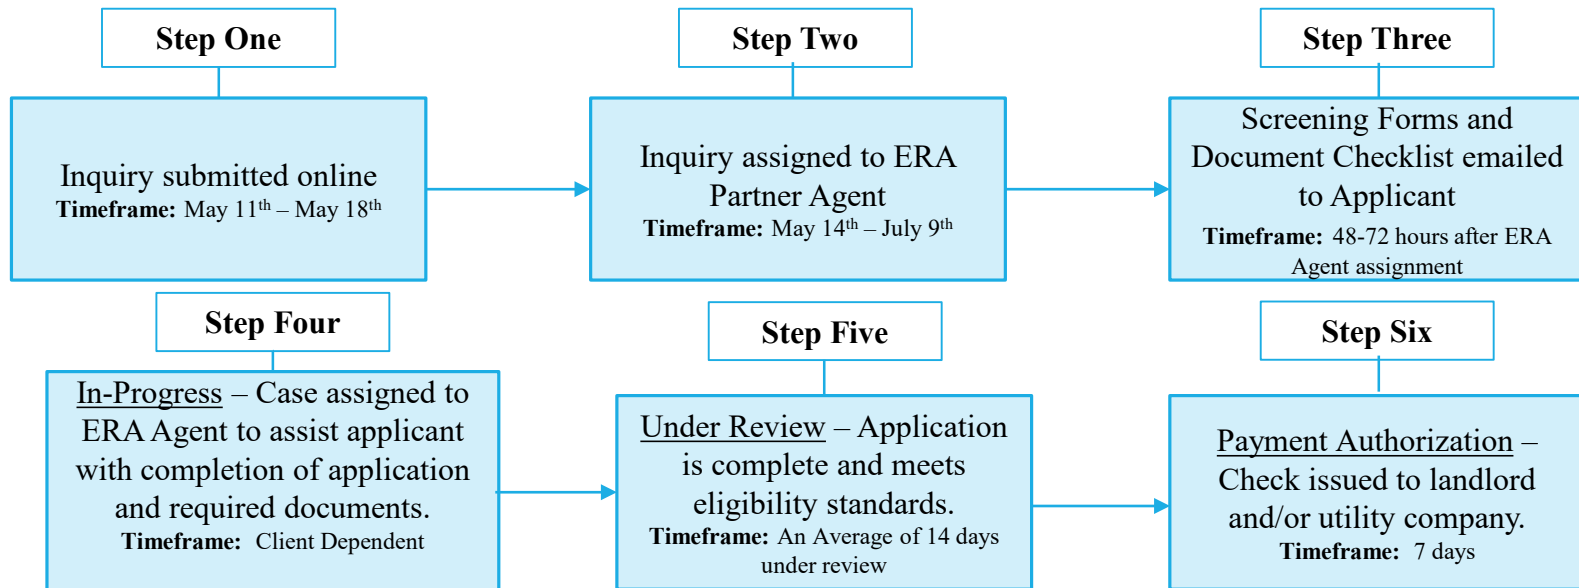 Step One
Inquiry submitted online
Timeframe: May 11th – May 18th
Step Two
Inquiry assigned to ERA
Partner Agent
Timeframe: May 14th – July 9th
Step Three
Screening Forms and
Document Checklist emailed
to Applicant
Timeframe: 48-72 hours after ERA
Agent assignment
Step Four
In-Progress – Case assigned to
ERA Agent to assist applicant
with completion of application
and required documents.
Timeframe: Client Dependent
Step Five
Under Review – Application
is complete and meets
eligibility standards.
Timeframe: An Average of 14 days
under review
Step Six
Payment Authorization –
Check issued to landlord
and/or utility company.
Timeframe: 7 days